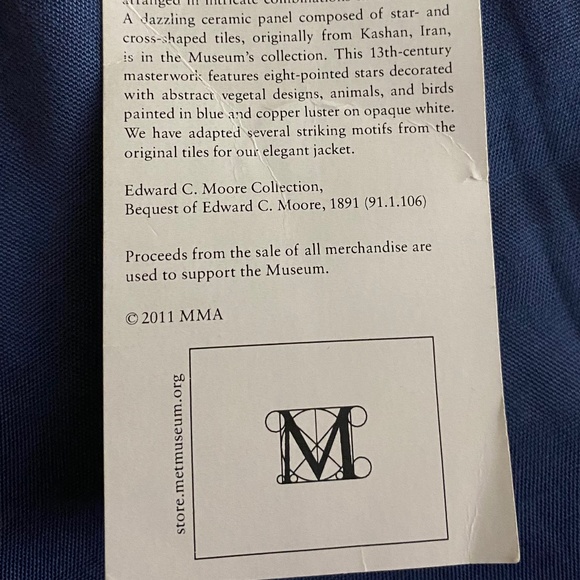 arranged in intricate combinations
A dazzling ceramic panel composed of star- and
cross-shaped tiles, originally from Kashan, Iran,
is in the Museum's collection. This 13th-century
masterwork features eight-pointed stars decorated
with abstract vegetal designs, animals, and birds
painted in blue and copper luster on opaque white.
We have adapted several striking motifs from the
original tiles for our elegant jacket.
Edward C. Moore Collection,
Bequest of Edward C. Moore, 1891 (91.1.106)
Proceeds from the sale of all merchandise are
used to support the Museum.
© 2011 MMA
store.metmuseum.org
M